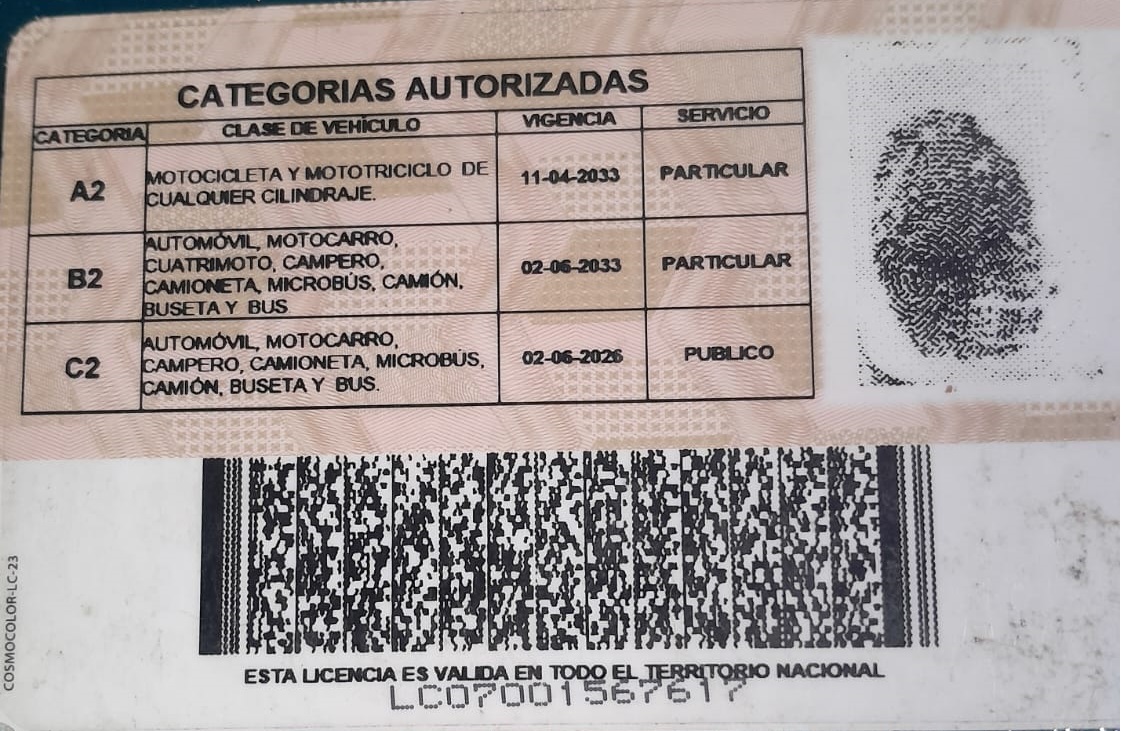 CATEGORIAS AUTORIZADAS
CATEGORIA CLASE DE VEHÍCULO VIGENCIA SERVICIO
A2 MOTOCICLETA Y MOTOTRICICLO DE CUALQUIER CILINDRAJE. 11-04-2033 PARTICULAR
B2 AUTOMÓVIL, MOTOCARRO, CUATRIMOTO, CAMPERO, CAMIONETA, MICROBÚS, CAMIÓN, BUSETA Y BUS 02-06-2033 PARTICULAR
C2 AUTOMÓVIL, MOTOCARRO, CAMPERO, CAMIONETA, MICROBÚS, CAMIÓN, BUSETA Y BUS. 02-06-2026 PUBLICO
COSMOCOLOR-LC-23
ESTA LICENCIA ES VALIDA EN TODO EL TERRITORIO NACIONAL
LC07001567617